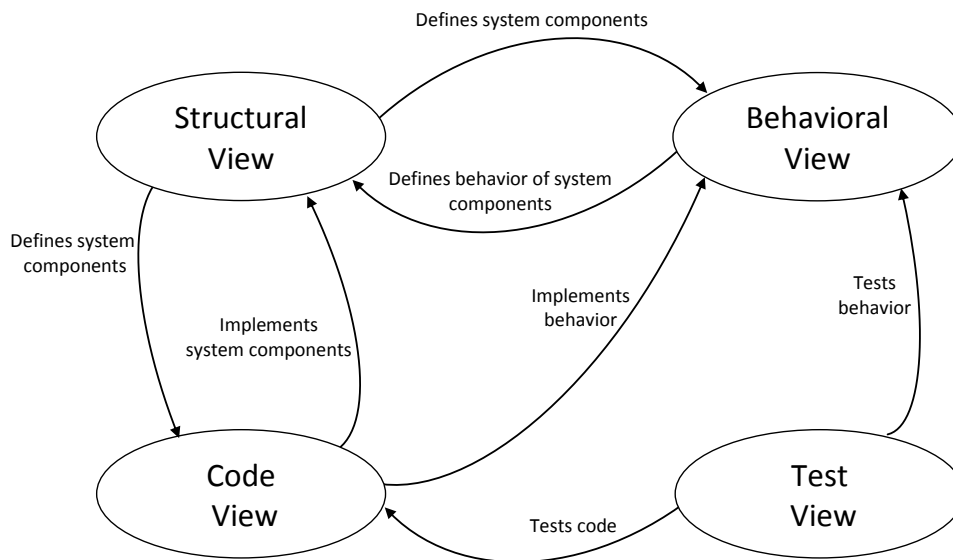 Defines system components
Structural
View
Behavioral
View
Defines behavior of system
components
Defines system
components
Implements
system components
Implements
behavior
Tests
behavior
Code
View
Test
View
Tests code